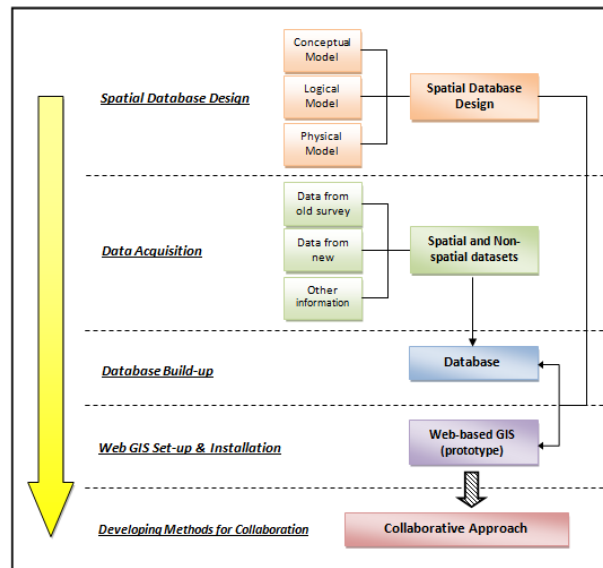 Conceptual
Model
Spatial Database Design
Logical
Model
Spatial Database
Design
Physical
Model
Data from
old survey
Data Acquisition
Data from
new
Spatial and Non-
spatial datasets
Other
information
Database Build-up
Database
Web GIS Set-up & Installation
Web-based GIS
(prototype)
Developing Methods for Collaboration
Collaborative Approach